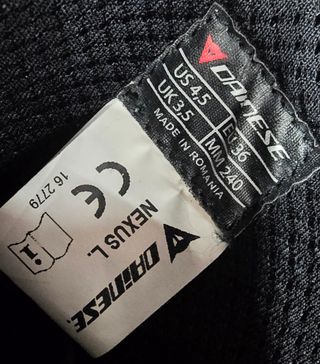 DAINESE
US 4,5 EU 36
UK 3,5 MM 240
MADE IN ROMANIA
DAINESE.
NEXUS L.
CE
16 2779
i